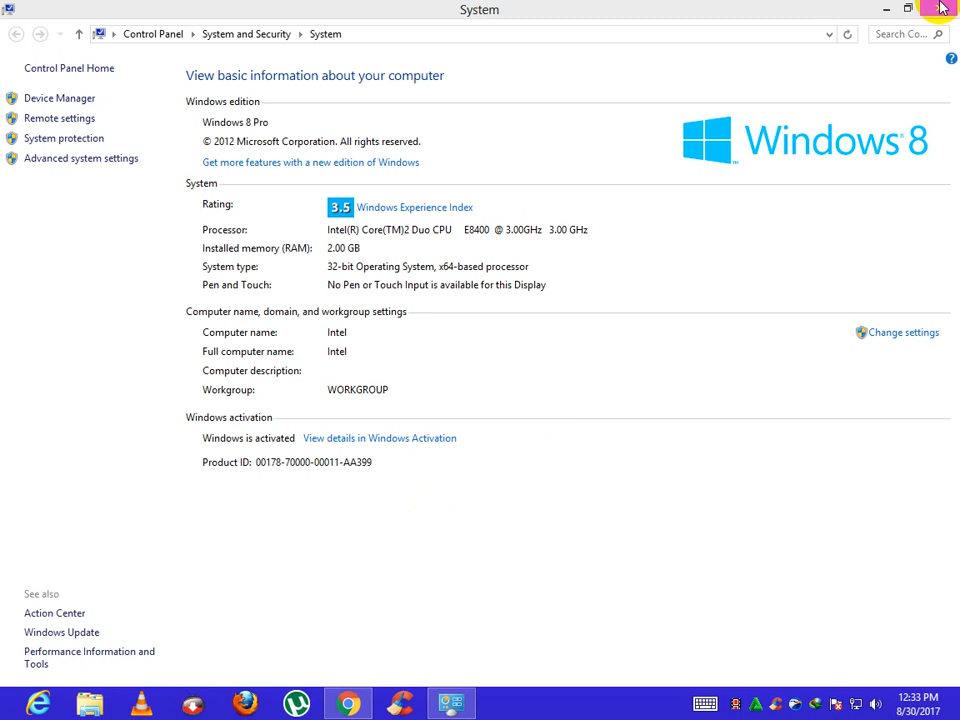 System
Control Panel System and Security System
Search Co...
Control Panel Home
Device Manager
Remote settings
System protection
Advanced system settings
View basic information about your computer
Windows edition
Windows 8 Pro
© 2012 Microsoft Corporation. All rights reserved.
Get more features with a new edition of Windows
Windows 8
System
Rating: 3.5 Windows Experience Index
Processor: Intel(R) Core(TM)2 Duo CPU E8400 @ 3.00GHz 3.00 GHz
Installed memory (RAM): 2.00 GB
System type: 32-bit Operating System, x64-based processor
Pen and Touch: No Pen or Touch Input is available for this Display
Computer name, domain, and workgroup settings
Computer name: Intel
Change settings
Full computer name: Intel
Computer description:
Workgroup: WORKGROUP
Windows activation
Windows is activated View details in Windows Activation
Product ID: 00178-70000-00011-AA399
See also
Action Center
Windows Update
Performance Information and
Tools
12:33 PM
8/30/2017